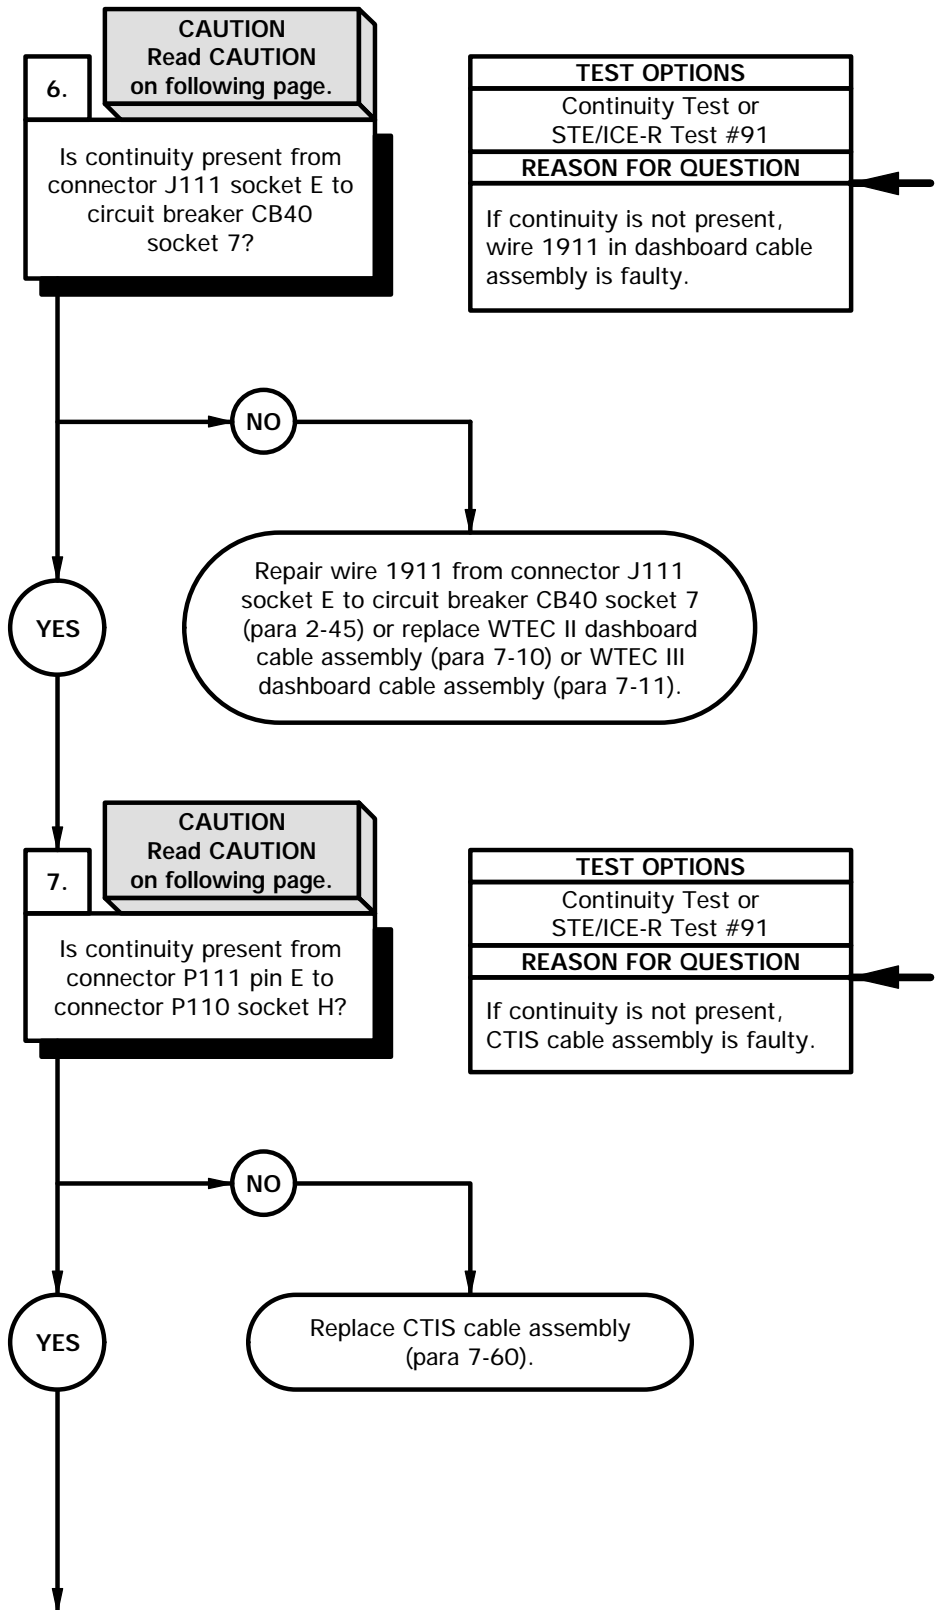 CAUTION
Read CAUTION
on following page.
6.
Is continuity present from
connector J111 socket E to
circuit breaker CB40
socket 7?
TEST OPTIONS
Continuity Test or
STE/ICE-R Test #91
REASON FOR QUESTION
If continuity is not present,
wire 1911 in dashboard cable
assembly is faulty.
NO
YES
Repair wire 1911 from connector J111
socket E to circuit breaker CB40 socket 7
(para 2-45) or replace WTEC II dashboard
cable assembly (para 7-10) or WTEC III
dashboard cable assembly (para 7-11).
CAUTION
Read CAUTION
on following page.
7.
Is continuity present from
connector P111 pin E to
connector P110 socket H?
TEST OPTIONS
Continuity Test or
STE/ICE-R Test #91
REASON FOR QUESTION
If continuity is not present,
CTIS cable assembly is faulty.
NO
YES
Replace CTIS cable assembly
(para 7-60).